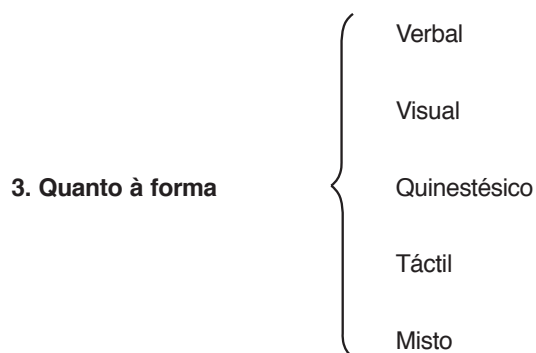 Verbal
Visual
3. Quanto à forma
Quinestésico
Táctil
Misto